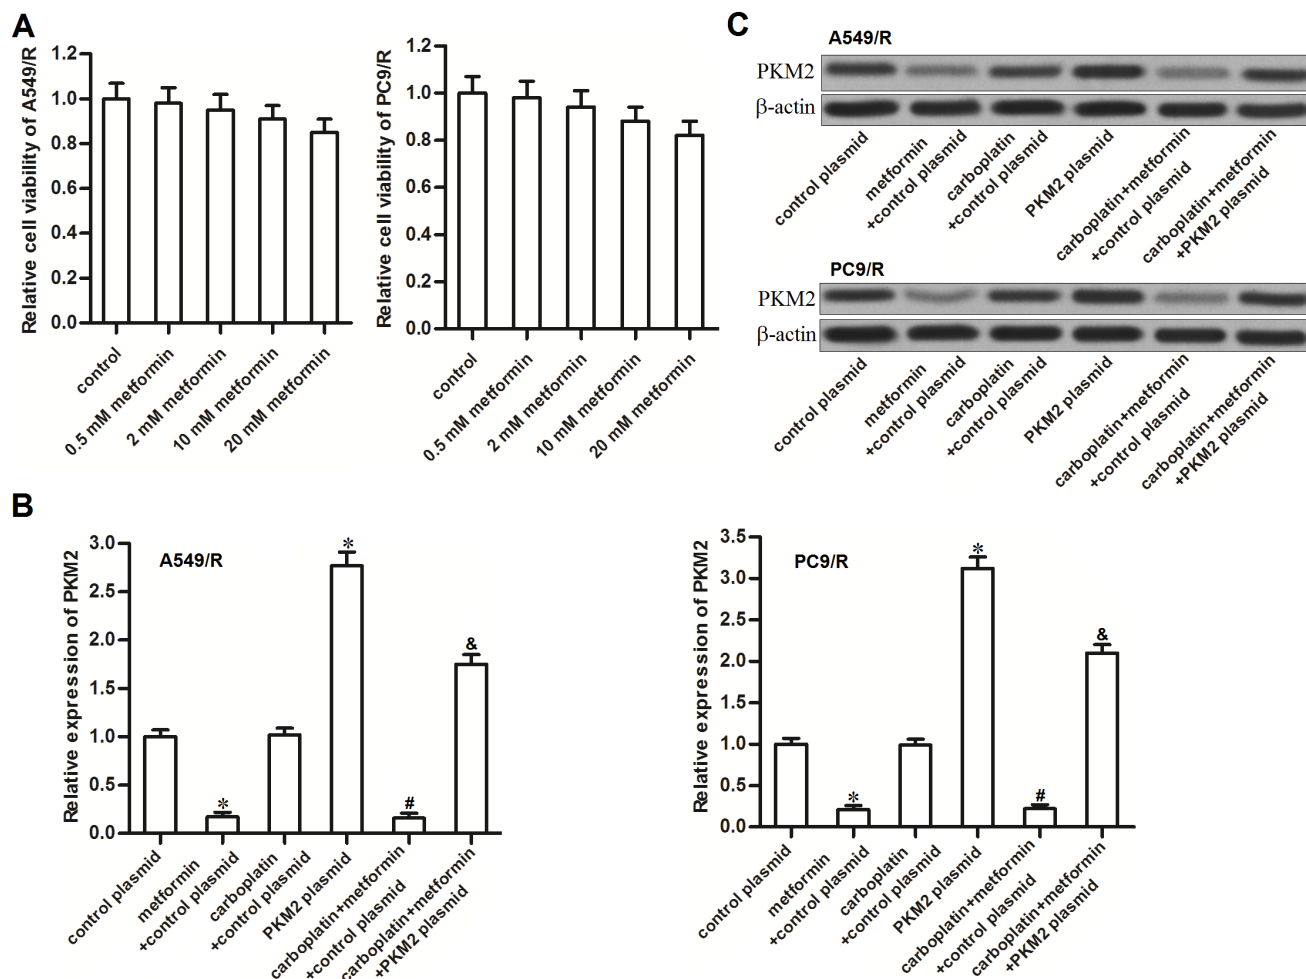 A
Relative cell viability of A549/R
1.2
1.0
0.8
0.6
0.4
0.2
0.0
control
0.5 mM metformin
2 mM metformin
10 mM metformin
20 mM metformin
Relative cell viability of PC9/R
1.2
1.0
0.8
0.6
0.4
0.2
0.0
control
0.5 mM metformin
2 mM metformin
10 mM metformin
20 mM metformin
C
A549/R
PKM2
β-actin
control plasmid
metformin
+control plasmid
carboplatin
+control plasmid
PKM2 plasmid
carboplatin+metformin
+control plasmid
carboplatin+metformin
+PKM2 plasmid
PC9/R
PKM2
β-actin
control plasmid
metformin
+control plasmid
carboplatin
+control plasmid
PKM2 plasmid
carboplatin+metformin
+control plasmid
carboplatin+metformin
+PKM2 plasmid
B
Relative expression of PKM2
A549/R
3.0
2.5
2.0
1.5
1.0
0.5
0.0
*
*
#
&
control plasmid
metformin
+control plasmid
carboplatin
+control plasmid
PKM2 plasmid
carboplatin+metformin
+control plasmid
carboplatin+metformin
+PKM2 plasmid
Relative expression of PKM2
PC9/R
3.5
3.0
2.5
2.0
1.5
1.0
0.5
0.0
*
*
#
&
control plasmid
metformin
+control plasmid
carboplatin
+control plasmid
PKM2 plasmid
carboplatin+metformin
+control plasmid
carboplatin+metformin
+PKM2 plasmid